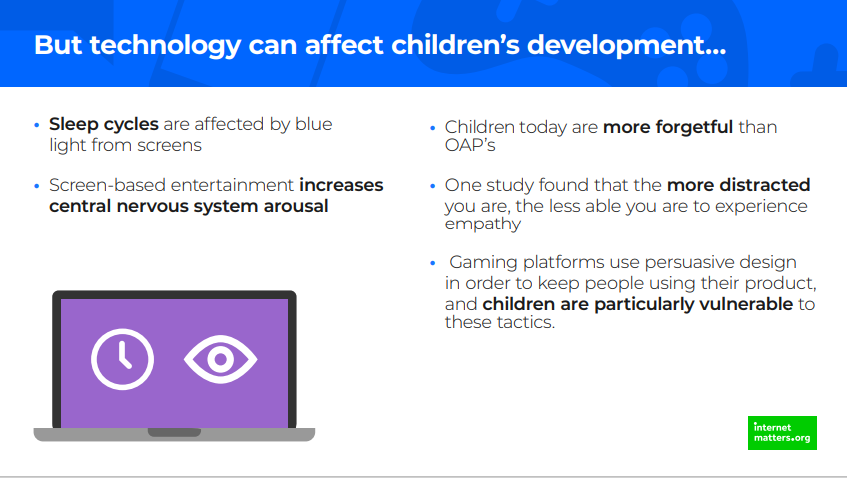 But technology can affect children’s development...
• Sleep cycles are affected by blue
light from screens
• Screen-based entertainment increases
central nervous system arousal
• Children today are more forgetful than
OAP’s
• One study found that the more distracted
you are, the less able you are to experience
empathy
• Gaming platforms use persuasive design
in order to keep people using their product,
and children are particularly vulnerable to
these tactics.
internet
matters.org